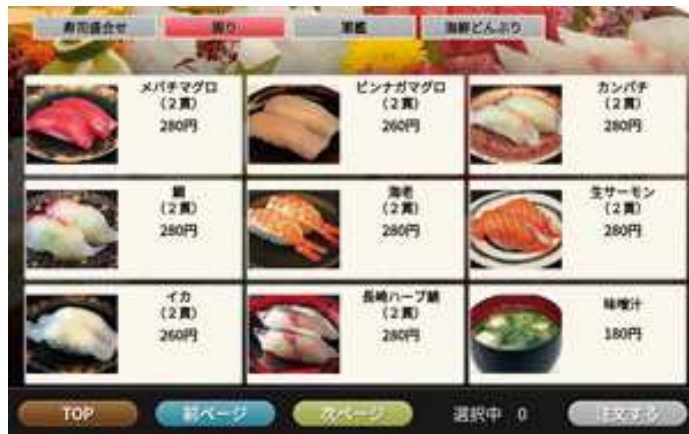 寿司盛合せ
握り
軍艦
海鮮どんぶり
メバチマグロ
(2貫)
280円
ビンナガマグロ
(2貫)
260円
カンパチ
(2貫)
280円
鯛
(2貫)
280円
海老
(2貫)
280円
生サーモン
(2貫)
280円
イカ
(2貫)
260円
長崎ハーブ鯖
(2貫)
280円
味噌汁
180円
TOP
前ページ
次ページ
選択中 0
注文する